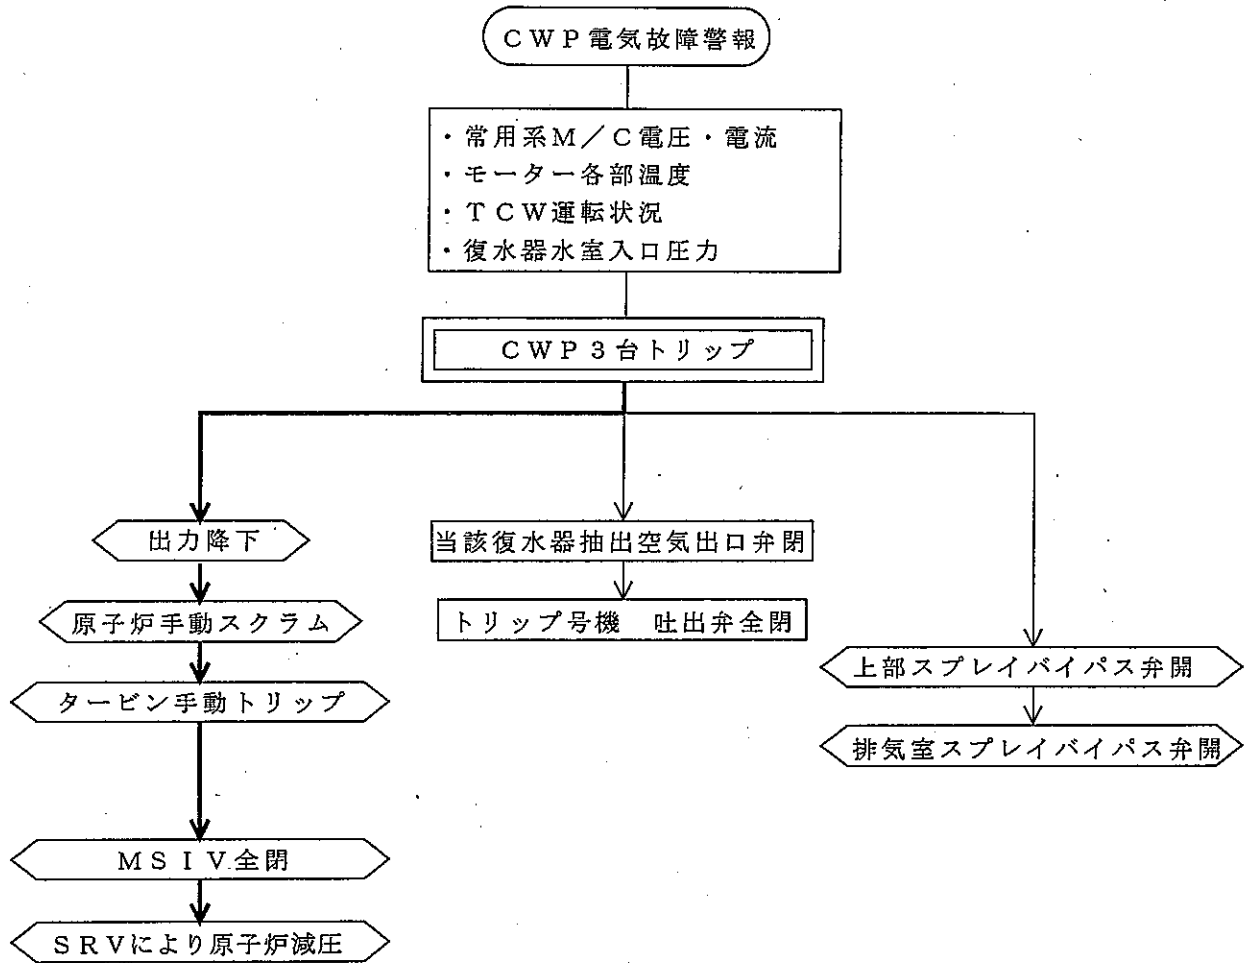 CWP電気故障警報
・常用系M／C電圧・電流
・モーター各部温度
・TCW運転状況
・復水器水室入口圧力
CWP3台トリップ
出力降下
原子炉手動スクラム
タービン手動トリップ
MSIV全閉
SRVにより原子炉減圧
当該復水器抽出空気出口弁閉
トリップ号機　吐出弁全閉
上部スプレイバイパス弁開
排気室スプレイバイパス弁開